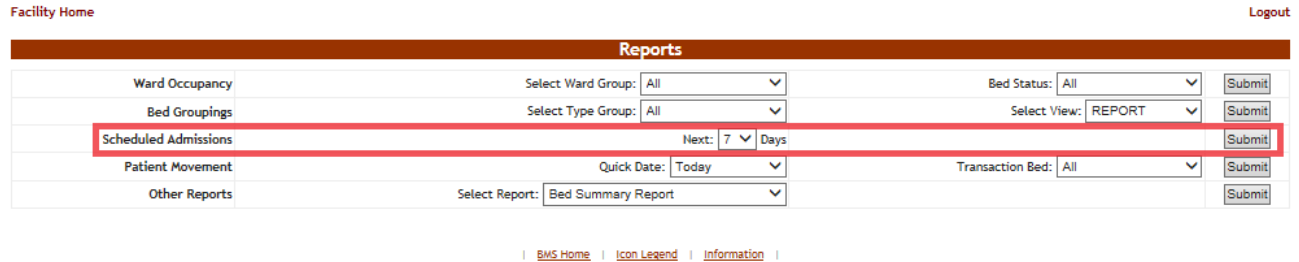 Facility Home Logout
Reports
Ward Occupancy Select Ward Group: All Bed Status: All Submit
Bed Groupings Select Type Group: All Select View: REPORT Submit
Scheduled Admissions Next: 7 Days Submit
Patient Movement Quick Date: Today Transaction Bed: All Submit
Other Reports Select Report: Bed Summary Report Submit
| BMS Home | Icon Legend | Information |